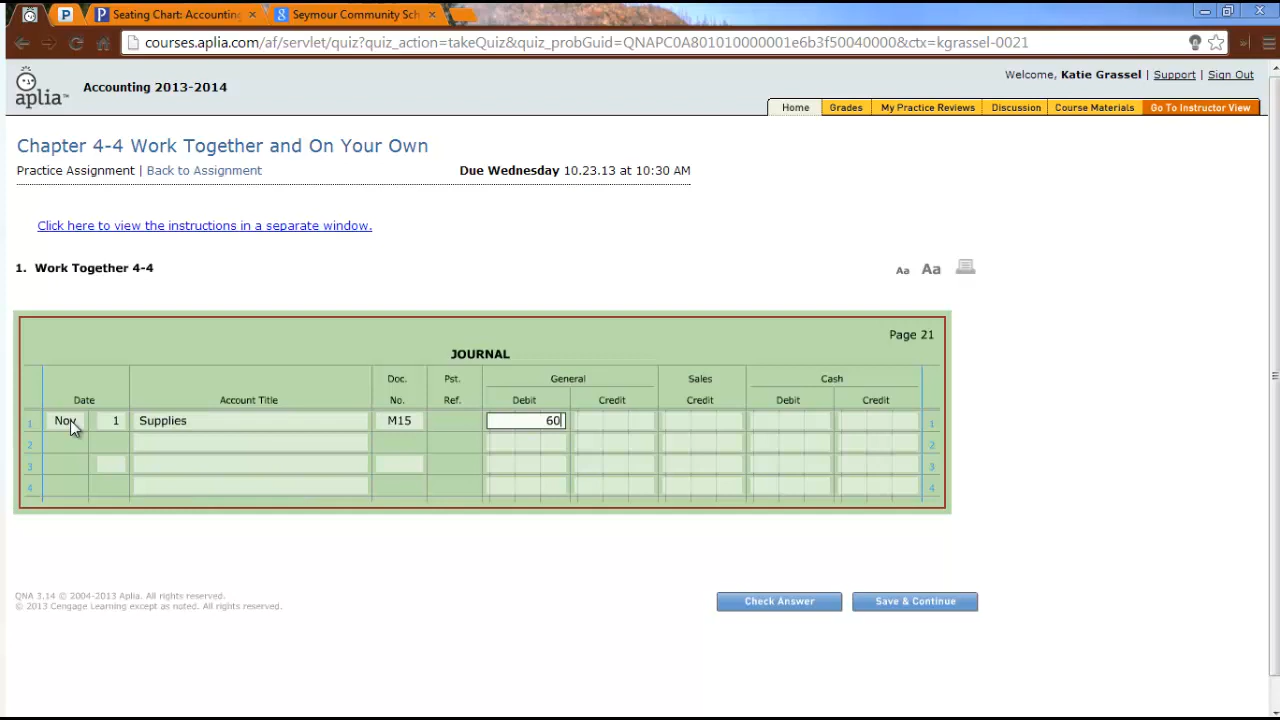 Seating Chart: Accounting
Seymour Community Sch
courses.aplia.com/af/servlet/quiz?quiz_action=takeQuiz&quiz_probGuid=QNAPC0A801010000001e6b3f50040000&ctx=kgrassel-0021
aplia™
Accounting 2013-2014
Welcome, Katie Grassel | Support | Sign Out
Home Grades My Practice Reviews Discussion Course Materials Go To Instructor View
Chapter 4-4 Work Together and On Your Own
Practice Assignment | Back to Assignment
Due Wednesday 10.23.13 at 10:30 AM
Click here to view the instructions in a separate window.
1. Work Together 4-4
Aa Aa
Page 21
JOURNAL
Doc. Pst. General Sales Cash
Date Account Title No. Ref. Debit Credit Credit Debit Credit
1 Nov 1 Supplies M15 60 1
2 2
3 3
4 4
QNA 3.14 © 2004-2013 Aplia. All rights reserved.
© 2013 Cengage Learning except as noted. All rights reserved.
Check Answer Save & Continue